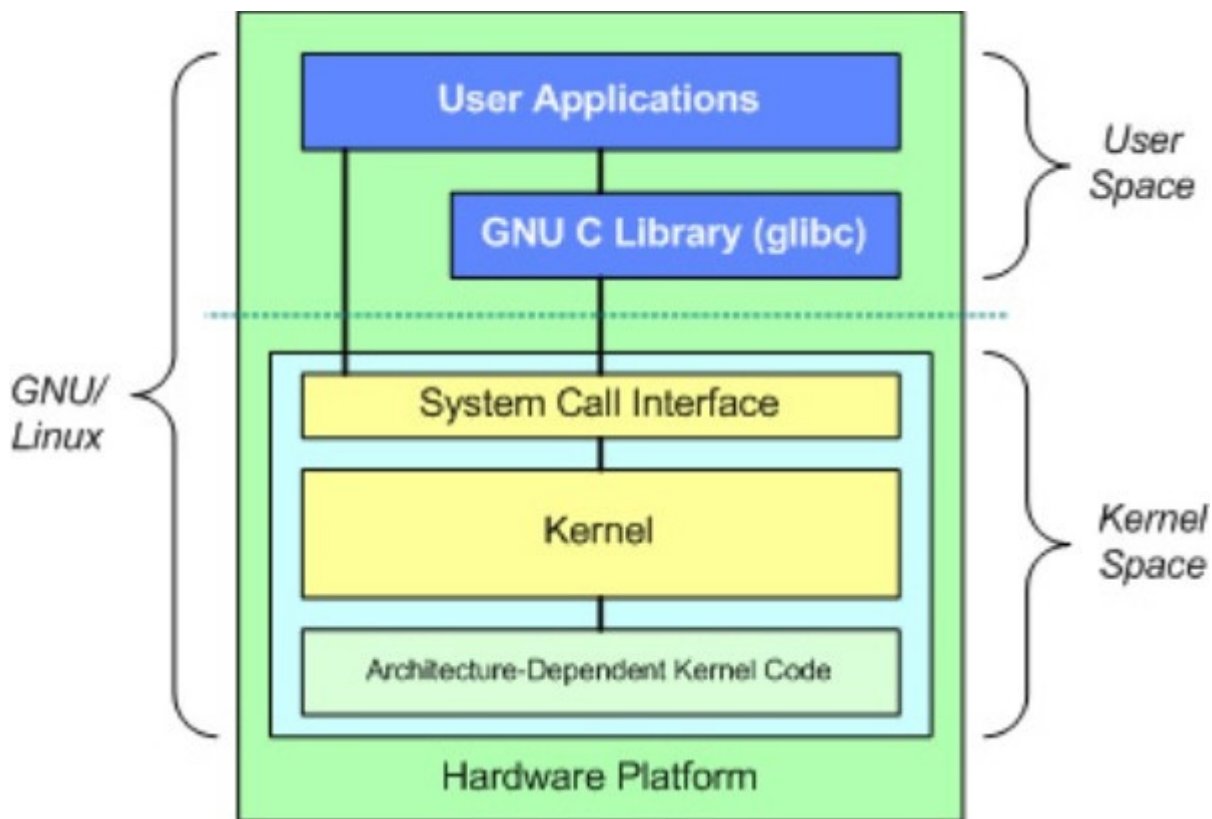 User Applications
User
Space
GNU C Library (glibc)
GNU/
Linux
System Call Interface
Kernel
Kernel
Space
Architecture-Dependent Kernel Code
Hardware Platform